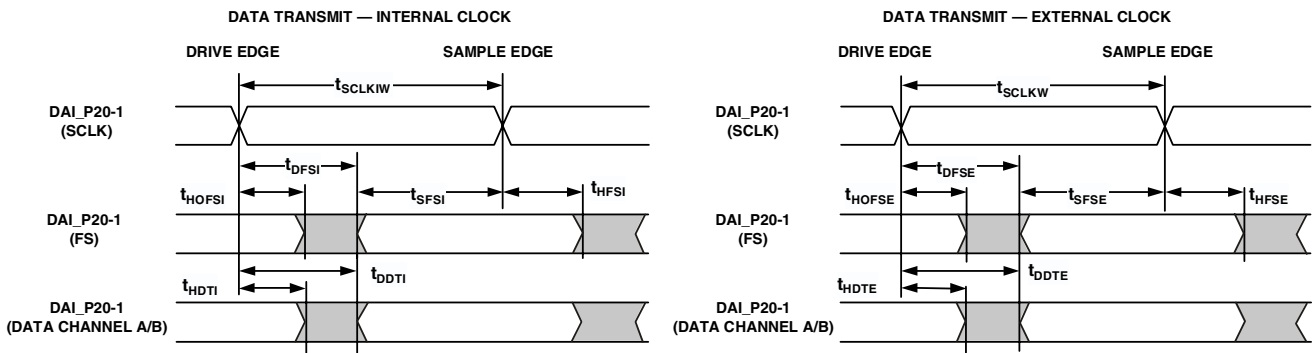 DATA TRANSMIT — INTERNAL CLOCK
DRIVE EDGE
SAMPLE EDGE
tSCLKIW
DAI_P20-1
(SCLK)
tDFSI
tHOFSI
tSFSI
tHFSI
DAI_P20-1
(FS)
tDDTI
tHDTI
DAI_P20-1
(DATA CHANNEL A/B)
DATA TRANSMIT — EXTERNAL CLOCK
DRIVE EDGE
SAMPLE EDGE
tSCLKW
DAI_P20-1
(SCLK)
tDFSE
tHOFSE
tSFSE
tHFSE
DAI_P20-1
(FS)
tDDTE
tHDTE
DAI_P20-1
(DATA CHANNEL A/B)